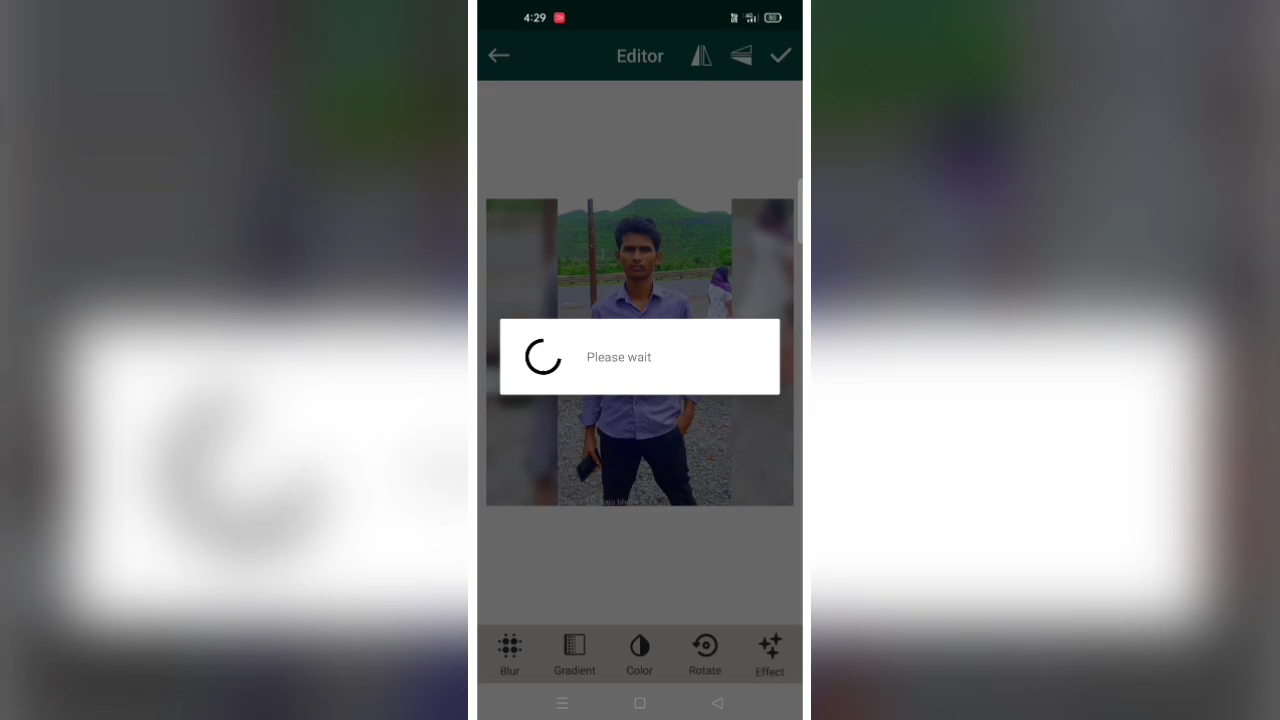 4:29
Editor
Please wait
Blur
Gradient
Color
Rotate
Effect